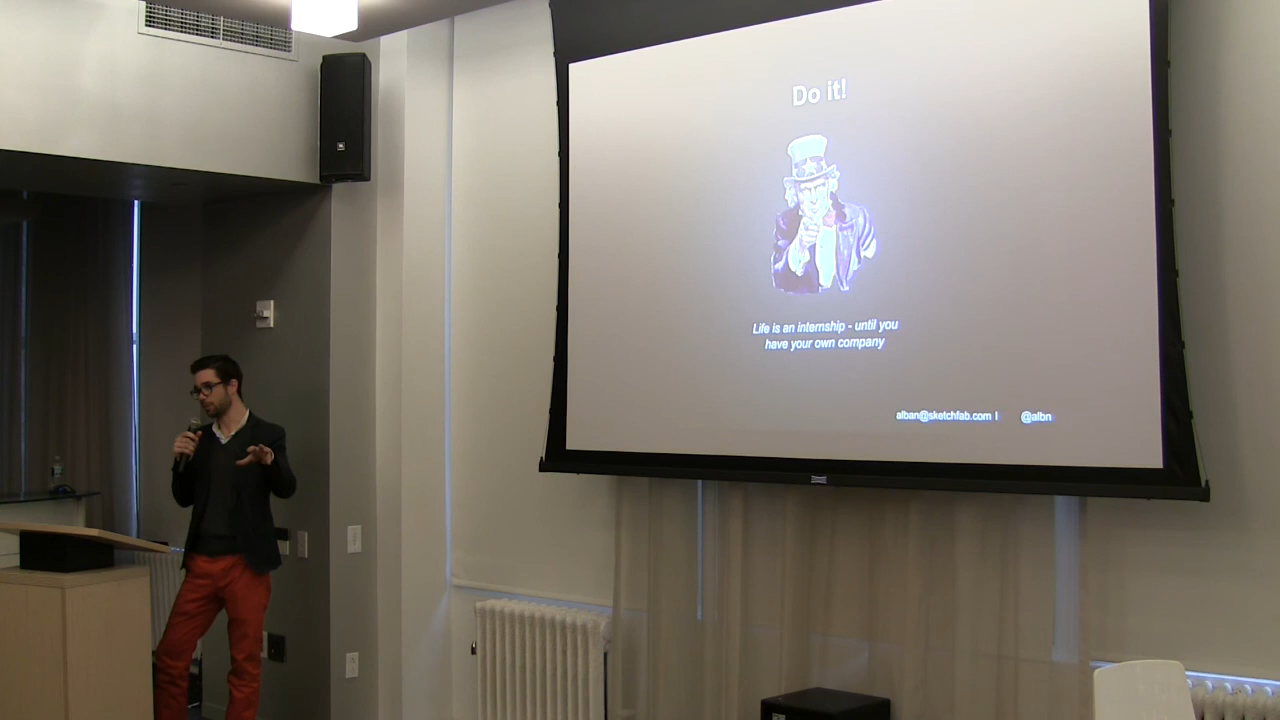 Do it!
Life is an internship - until you
have your own company
alban@sketchfab.com | @albn